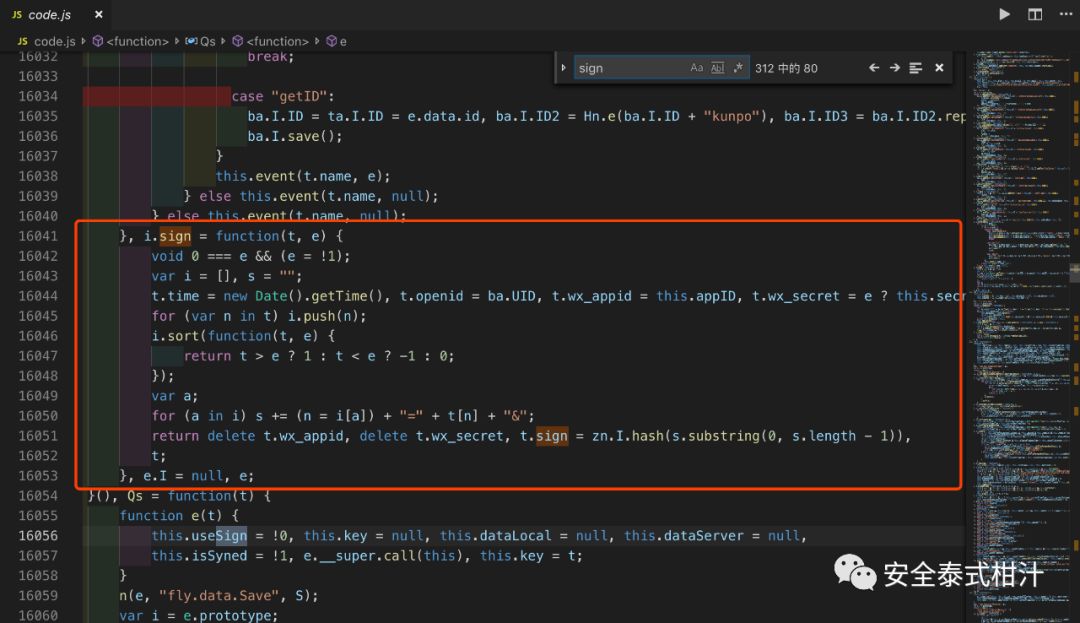 JS code.js ×
JS code.js <function> Qs <function> e
sign Aa Abl .* 312 中的 80
16032 break;
16033
16034 case "getID":
16035 ba.I.ID = ta.I.ID = e.data.id, ba.I.ID2 = Hn.e(ba.I.ID + "kunpo"), ba.I.ID3 = ba.I.ID2.rep
16036 ba.I.save();
16037 }
16038 this.event(t.name, e);
16039 } else this.event(t.name, null);
16040 } else this.event(t.name, null);
16041 }, i.sign = function(t, e) {
16042 void 0 === e && (e = !1);
16043 var i = [], s = "";
16044 t.time = new Date().getTime(), t.openid = ba.UID, t.wx_appid = this.appID, t.wx_secret = e ? this.secr
16045 for (var n in t) i.push(n);
16046 i.sort(function(t, e) {
16047 return t > e ? 1 : t < e ? -1 : 0;
16048 });
16049 var a;
16050 for (a in i) s += (n = i[a]) + "=" + t[n] + "&";
16051 return delete t.wx_appid, delete t.wx_secret, t.sign = zn.I.hash(s.substring(0, s.length - 1)),
16052 t;
16053 }, e.I = null, e;
16054 }(), Qs = function(t) {
16055 function e(t) {
16056 this.useSign = !0, this.key = null, this.dataLocal = null, this.dataServer = null,
16057 this.isSyned = !1, e.__super.call(this), this.key = t;
16058 }
16059 n(e, "fly.data.Save", S);
16060 var i = e.prototype;
安全泰式柑汁